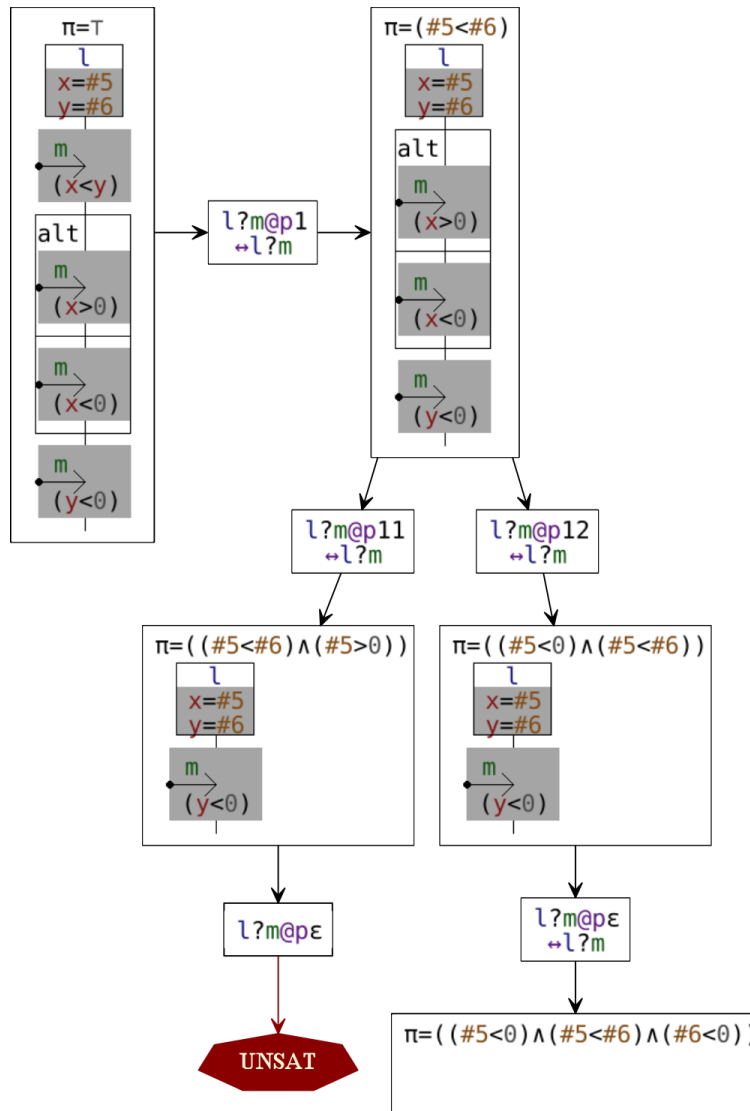 π=⊤
l
x=#5
y=#6
m
(x<y)
alt
m
(x>0)
m
(x<0)
m
(y<0)
l?m@p1
↔l?m
π=(#5<#6)
l
x=#5
y=#6
alt
m
(x>0)
m
(x<0)
m
(y<0)
l?m@p11
↔l?m
l?m@p12
↔l?m
π=((#5<#6)∧(#5>0))
l
x=#5
y=#6
m
(y<0)
π=((#5<0)∧(#5<#6))
l
x=#5
y=#6
m
(y<0)
l?m@pε
l?m@pε
↔l?m
UNSAT
π=((#5<0)∧(#5<#6)∧(#6<0))